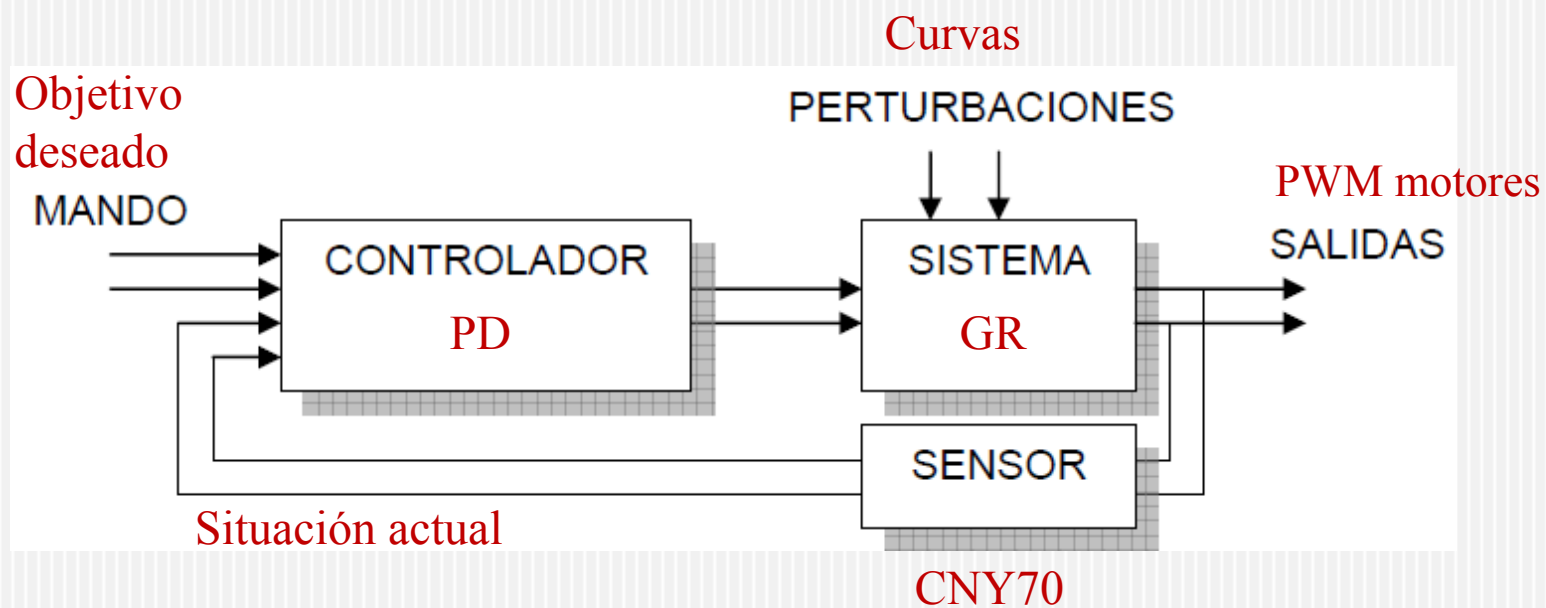 Curvas
Objetivo
deseado
PERTURBACIONES
PWM motores
MANDO
SALIDAS
CONTROLADOR
SISTEMA
PD
GR
SENSOR
Situación actual
CNY70